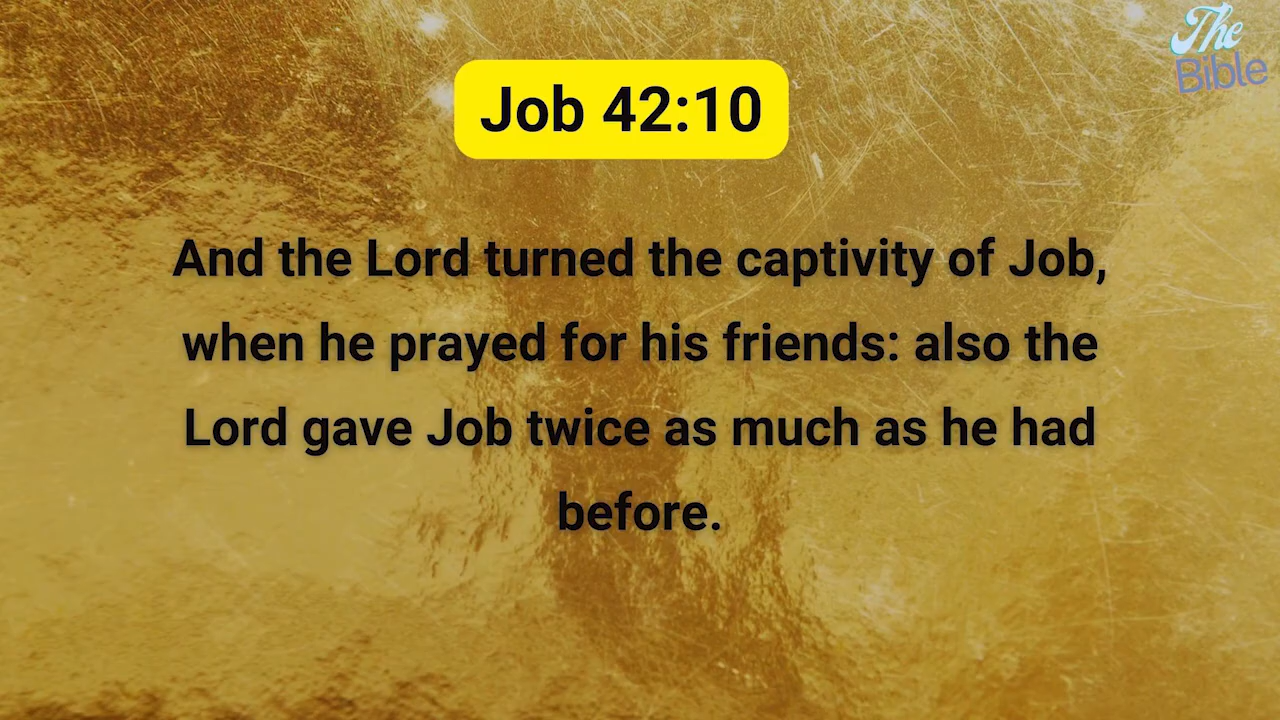 The
Bible
Job 42:10
And the Lord turned the captivity of Job,
when he prayed for his friends: also the
Lord gave Job twice as much as he had
before.